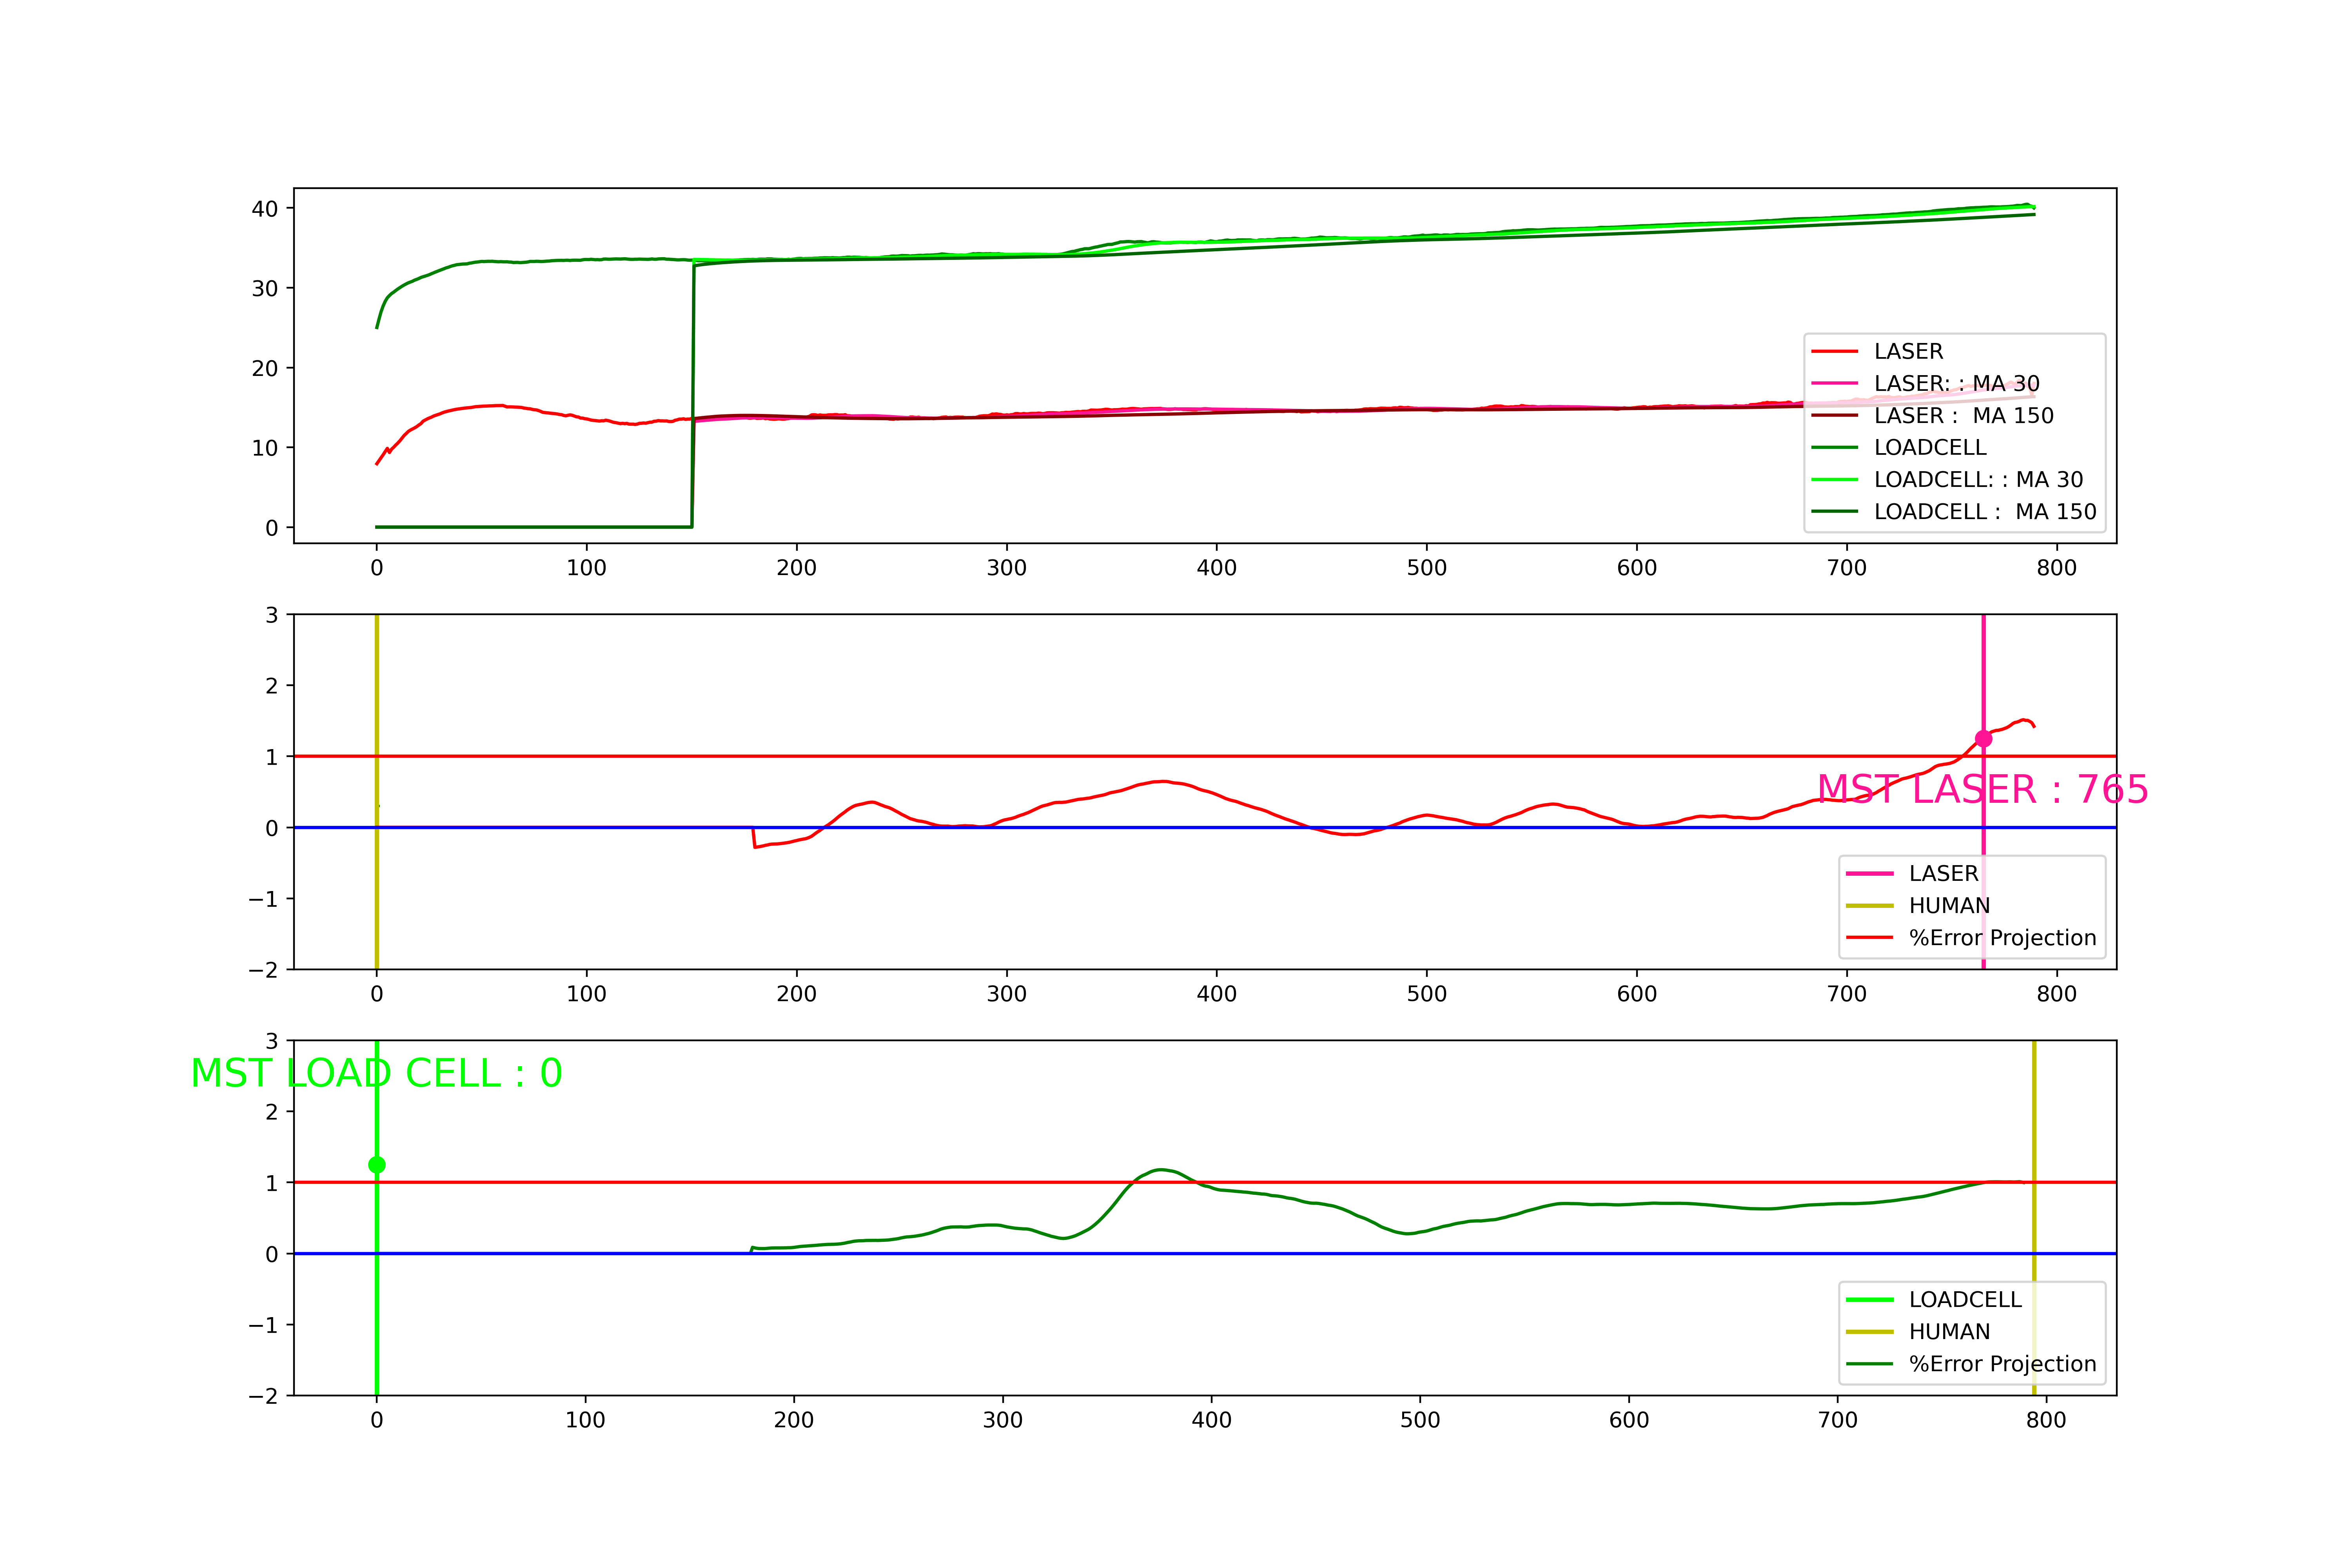 40
30
20
10
0
LASER
LASER: : MA 30
LASER :  MA 150
LOADCELL
LOADCELL: : MA 30
LOADCELL :  MA 150
0 100 200 300 400 500 600 700 800
3
2
1
0
−1
−2
MST LASER : 765
LASER
HUMAN
%Error Projection
0 100 200 300 400 500 600 700 800
3
MST LOAD CELL : 0
2
1
0
−1
−2
LOADCELL
HUMAN
%Error Projection
0 100 200 300 400 500 600 700 800